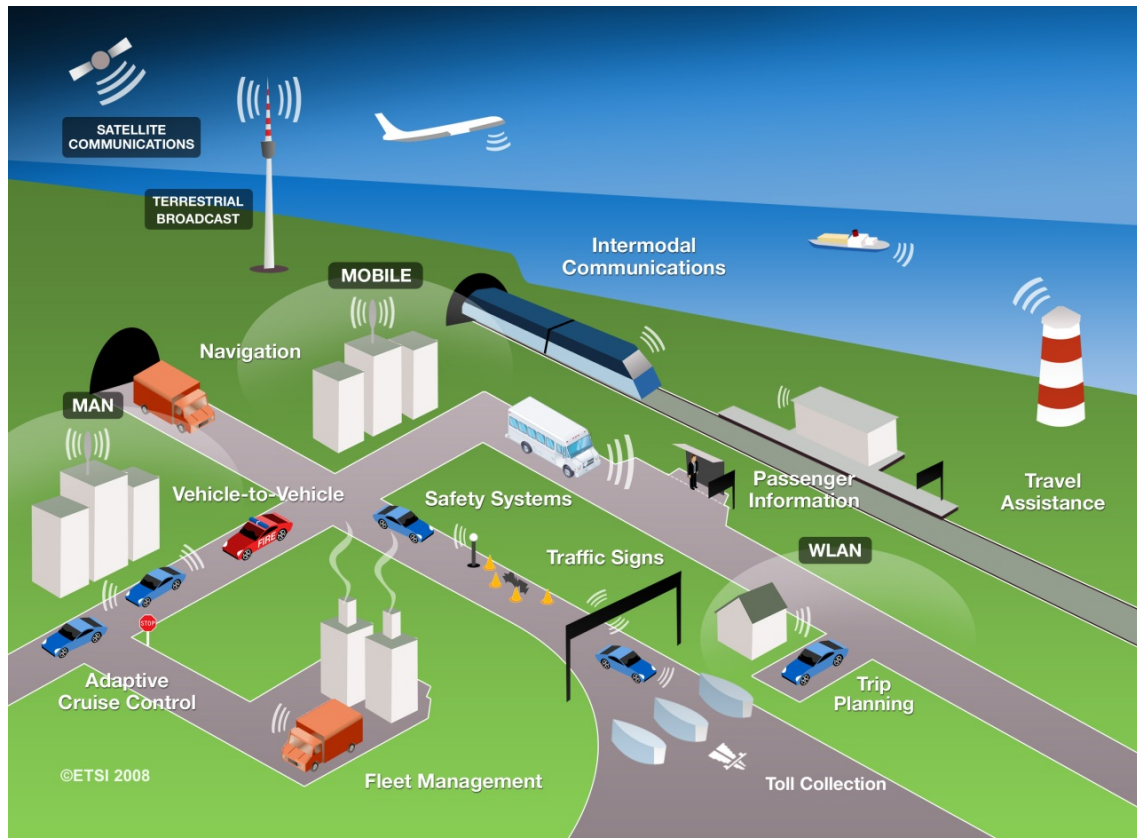 SATELLITE
COMMUNICATIONS
TERRESTRIAL
BROADCAST
Intermodal
Communications
MOBILE
Navigation
MAN
Vehicle-to-Vehicle
Safety Systems
Passenger
Information
Travel
Assistance
FIRE
Traffic Signs
WLAN
STOP
Adaptive
Cruise Control
Trip
Planning
©ETSI 2008
Fleet Management
Toll Collection